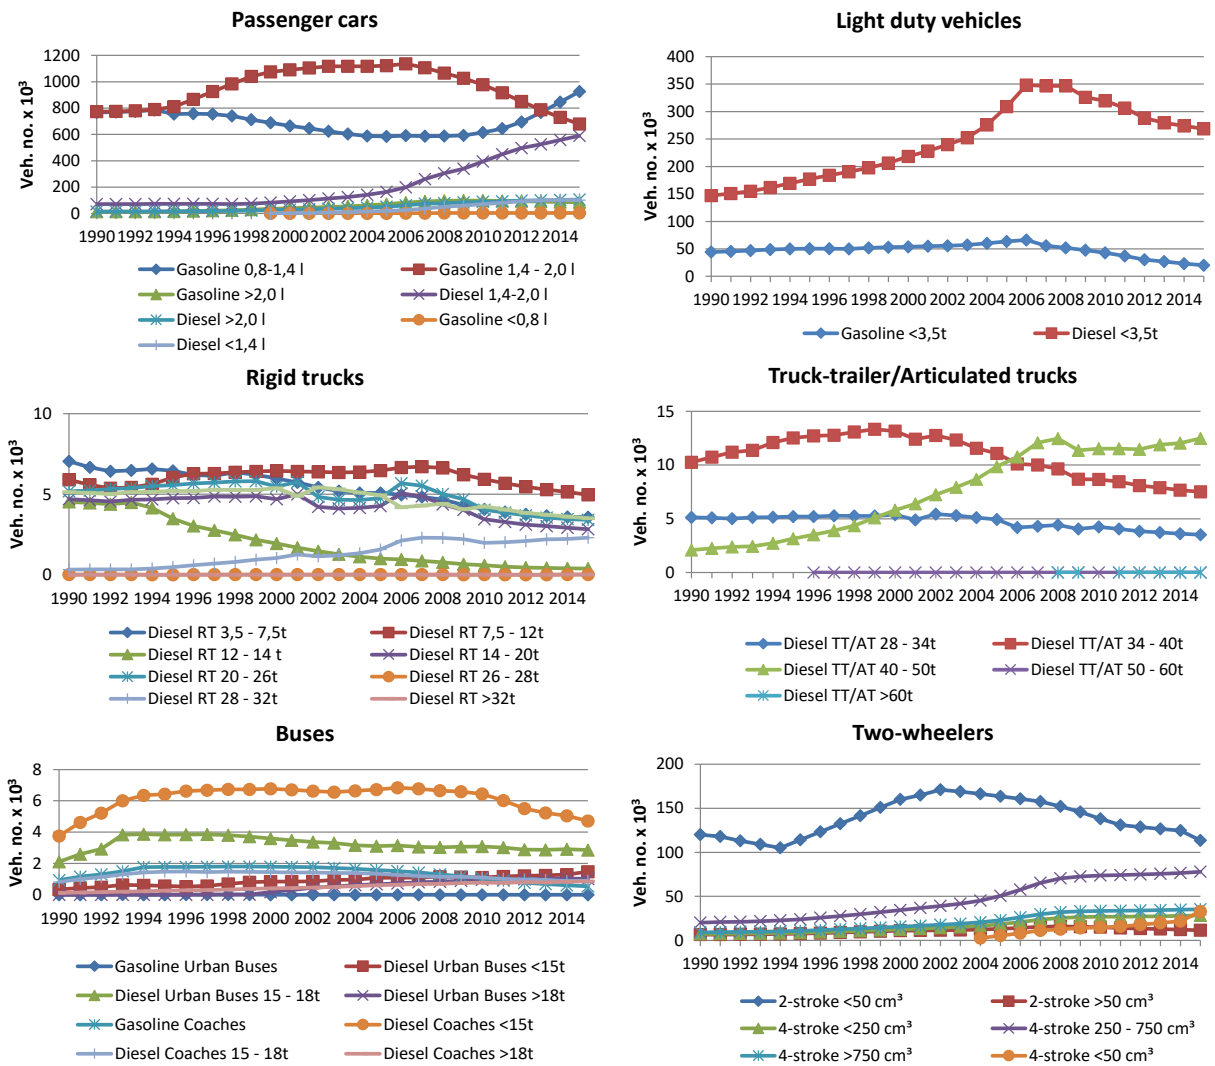 Passenger cars
Veh. no. x 10³
1200
1000
800
600
400
200
0
1990 1992 1994 1996 1998 2000 2002 2004 2006 2008 2010 2012 2014
Gasoline 0,8-1,4 l
Gasoline 1,4 - 2,0 l
Gasoline >2,0 l
Diesel 1,4-2,0 l
Diesel >2,0 l
Gasoline <0,8 l
Diesel <1,4 l
Light duty vehicles
Veh. no. x 10³
400
350
300
250
200
150
100
50
0
1990 1992 1994 1996 1998 2000 2002 2004 2006 2008 2010 2012 2014
Gasoline <3,5t
Diesel <3,5t
Rigid trucks
Veh. no. x 10³
10
5
0
1990 1992 1994 1996 1998 2000 2002 2004 2006 2008 2010 2012 2014
Diesel RT 3,5 - 7,5t
Diesel RT 7,5 - 12t
Diesel RT 12 - 14 t
Diesel RT 14 - 20t
Diesel RT 20 - 26t
Diesel RT 26 - 28t
Diesel RT 28 - 32t
Diesel RT >32t
Truck-trailer/Articulated trucks
Veh. no. x 10³
15
10
5
0
1990 1992 1994 1996 1998 2000 2002 2004 2006 2008 2010 2012 2014
Diesel TT/AT 28 - 34t
Diesel TT/AT 34 - 40t
Diesel TT/AT 40 - 50t
Diesel TT/AT 50 - 60t
Diesel TT/AT >60t
Buses
Veh. no. x 10³
8
6
4
2
0
1990 1992 1994 1996 1998 2000 2002 2004 2006 2008 2010 2012 2014
Gasoline Urban Buses
Diesel Urban Buses <15t
Diesel Urban Buses 15 - 18t
Diesel Urban Buses >18t
Gasoline Coaches
Diesel Coaches <15t
Diesel Coaches 15 - 18t
Diesel Coaches >18t
Two-wheelers
Veh. no. x 10³
200
150
100
50
0
1990 1992 1994 1996 1998 2000 2002 2004 2006 2008 2010 2012 2014
2-stroke <50 cm³
2-stroke >50 cm³
4-stroke <250 cm³
4-stroke 250 - 750 cm³
4-stroke >750 cm³
4-stroke <50 cm³